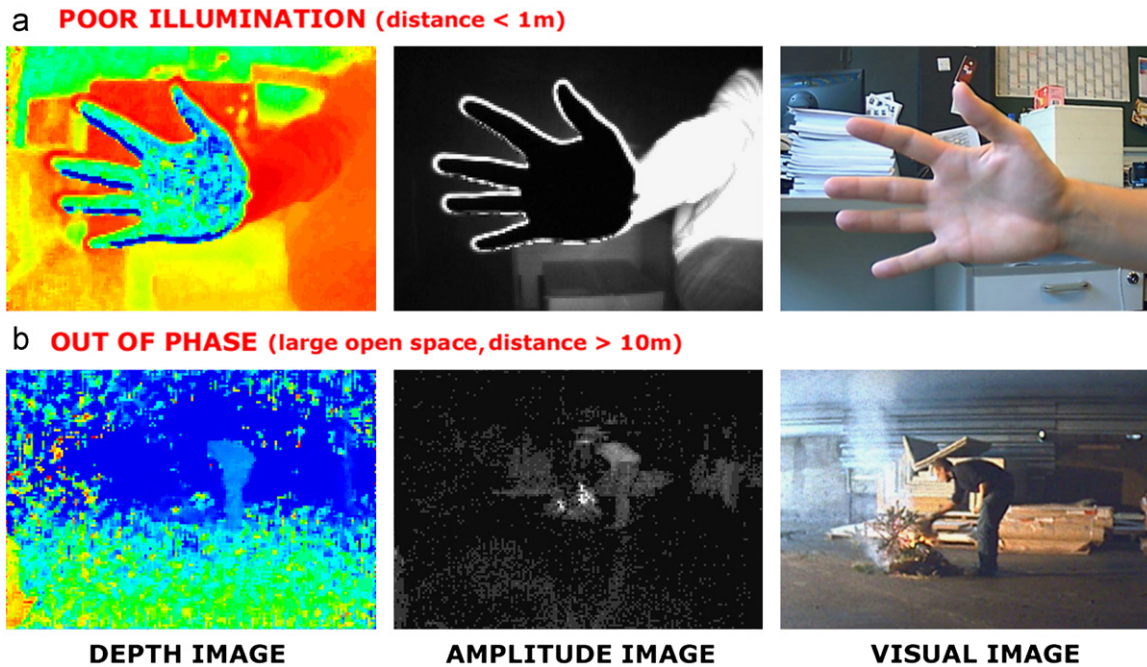 a POOR ILLUMINATION (distance < 1m)
b OUT OF PHASE (large open space, distance > 10m)
DEPTH IMAGE AMPLITUDE IMAGE VISUAL IMAGE